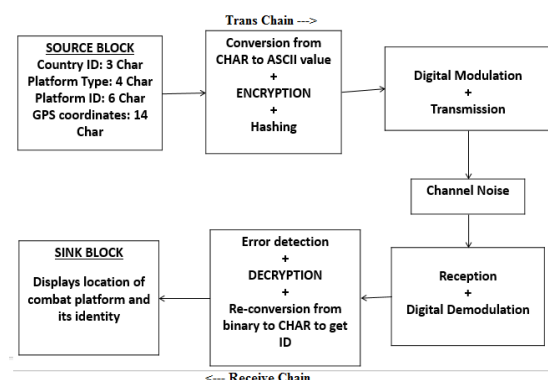 Trans Chain --->
SOURCE BLOCK
Country ID: 3 Char
Platform Type: 4 Char
Platform ID: 6 Char
GPS coordinates: 14
Char
Conversion from
CHAR to ASCII value
+
ENCRYPTION
+
Hashing
Digital Modulation
+
Transmission
Channel Noise
Reception
+
Digital Demodulation
Error detection
+
DECRYPTION
+
Re-conversion from
binary to CHAR to get
ID
SINK BLOCK
Displays location of
combat platform and
its identity
<--- Receive Chain